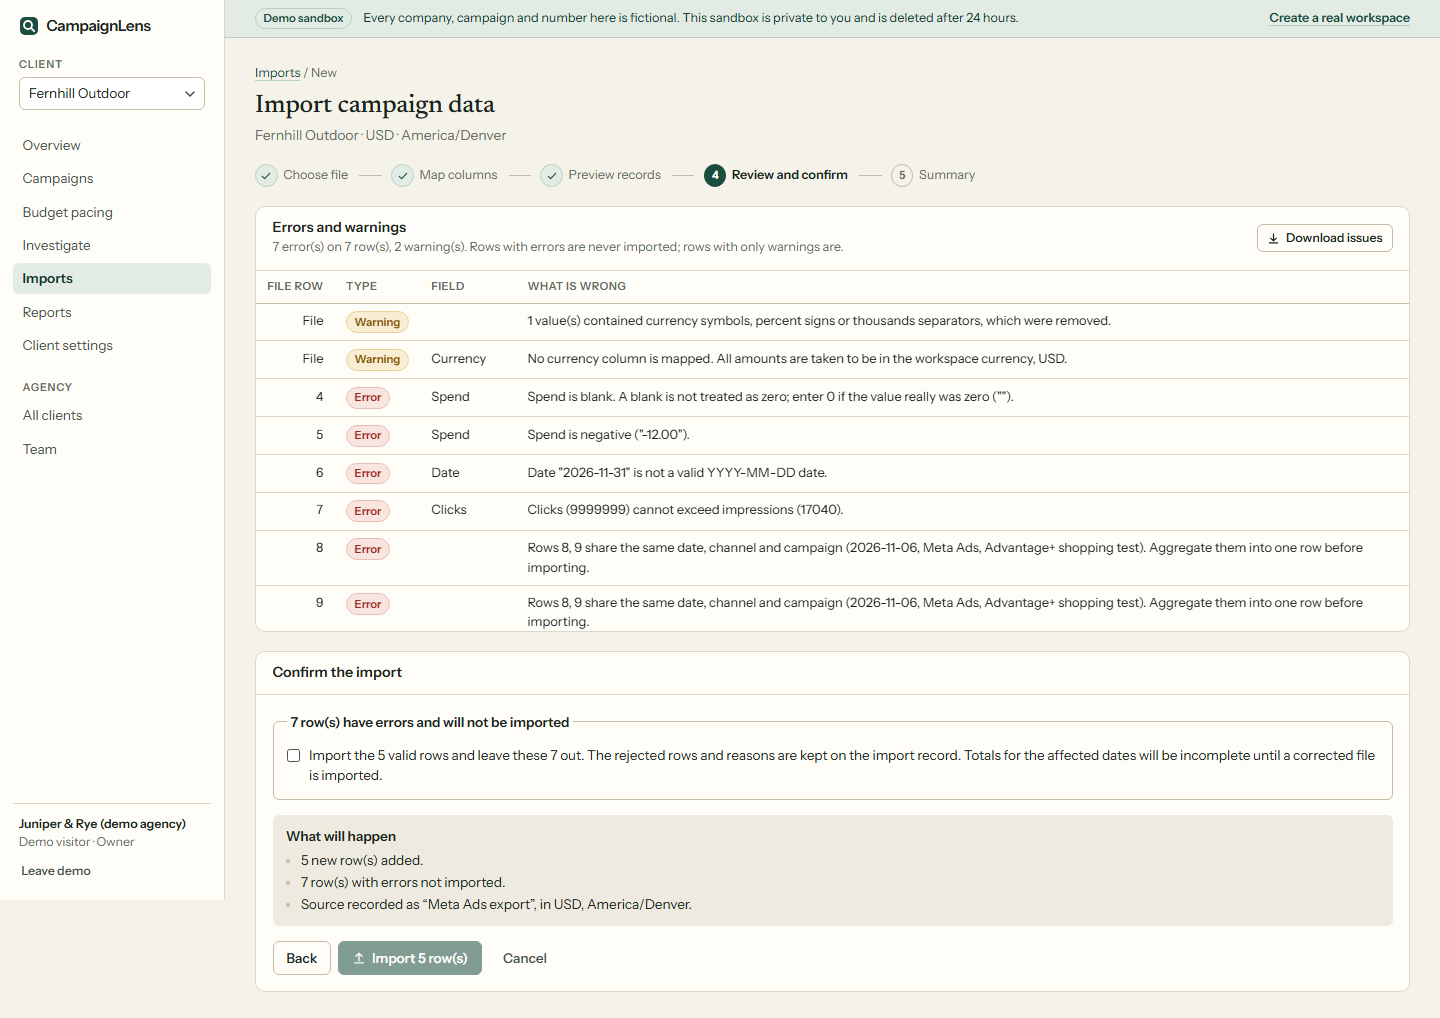 CampaignLens
CLIENT
Fernhill Outdoor
Overview
Campaigns
Budget pacing
Investigate
Imports
Reports
Client settings
AGENCY
All clients
Team
Juniper & Rye (demo agency)
Demo visitor · Owner
Leave demo
Demo sandbox Every company, campaign and number here is fictional. This sandbox is private to you and is deleted after 24 hours. Create a real workspace
Imports / New
Import campaign data
Fernhill Outdoor · USD · America/Denver
Choose file Map columns Preview records 4 Review and confirm 5 Summary
Errors and warnings
7 error(s) on 7 row(s), 2 warning(s). Rows with errors are never imported; rows with only warnings are.
Download issues
FILE ROW TYPE FIELD WHAT IS WRONG
File Warning 1 value(s) contained currency symbols, percent signs or thousands separators, which were removed.
File Warning Currency No currency column is mapped. All amounts are taken to be in the workspace currency, USD.
4 Error Spend Spend is blank. A blank is not treated as zero; enter 0 if the value really was zero ("").
5 Error Spend Spend is negative ("-12.00").
6 Error Date Date "2026-11-31" is not a valid YYYY-MM-DD date.
7 Error Clicks Clicks (9999999) cannot exceed impressions (17040).
8 Error Rows 8, 9 share the same date, channel and campaign (2026-11-06, Meta Ads, Advantage+ shopping test). Aggregate them into one row before
importing.
9 Error Rows 8, 9 share the same date, channel and campaign (2026-11-06, Meta Ads, Advantage+ shopping test). Aggregate them into one row before
importing.
Confirm the import
7 row(s) have errors and will not be imported
Import the 5 valid rows and leave these 7 out. The rejected rows and reasons are kept on the import record. Totals for the affected dates will be incomplete until a corrected file
is imported.
What will happen
5 new row(s) added.
7 row(s) with errors not imported.
Source recorded as “Meta Ads export”, in USD, America/Denver.
Back Import 5 row(s) Cancel